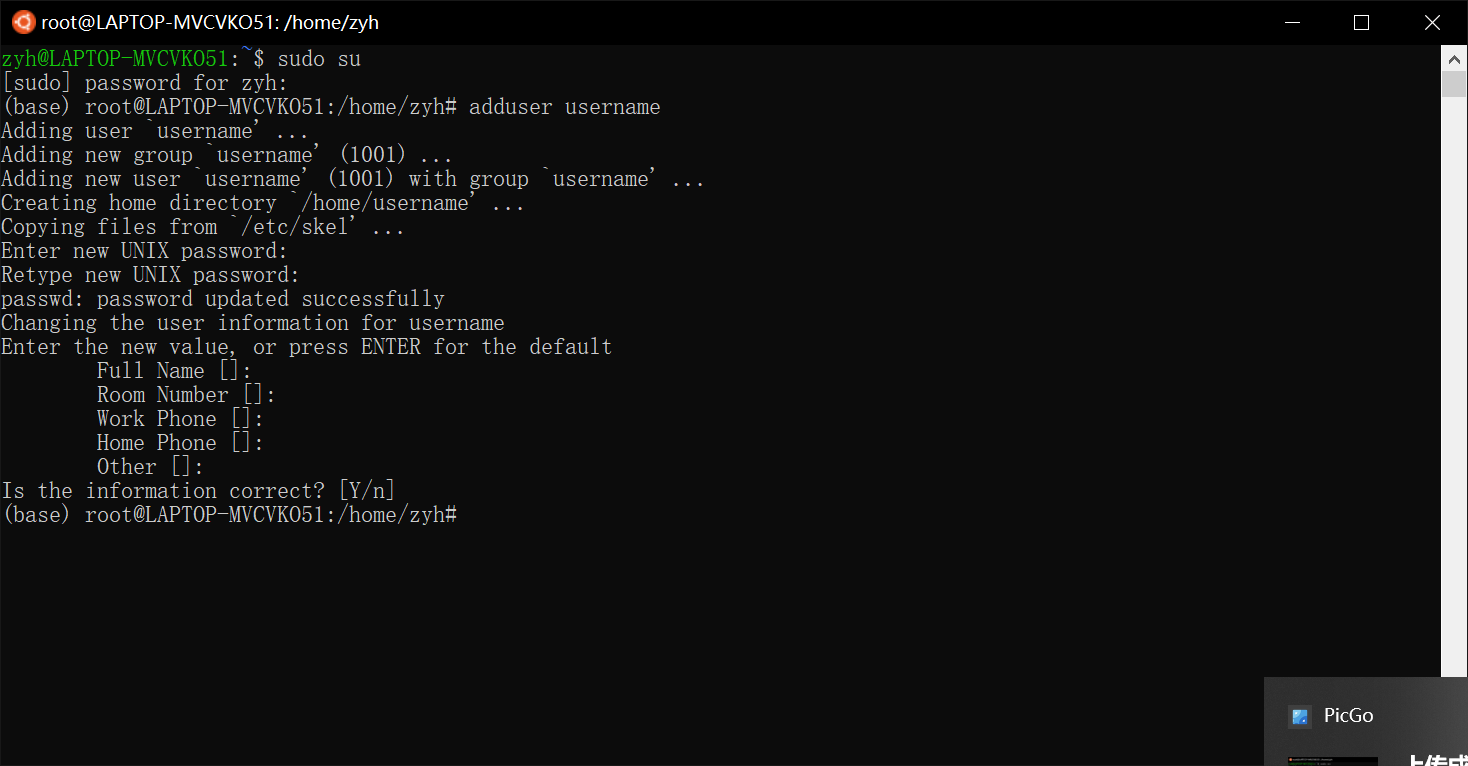 root@LAPTOP-MVCVKO51: /home/zyh
zyh@LAPTOP-MVCVKO51:~$ sudo su
[sudo] password for zyh:
(base) root@LAPTOP-MVCVKO51:/home/zyh# adduser username
Adding user `username' ...
Adding new group `username' (1001) ...
Adding new user `username' (1001) with group `username' ...
Creating home directory `/home/username' ...
Copying files from `/etc/skel' ...
Enter new UNIX password:
Retype new UNIX password:
passwd: password updated successfully
Changing the user information for username
Enter the new value, or press ENTER for the default
Full Name []:
Room Number []:
Work Phone []:
Home Phone []:
Other []:
Is the information correct? [Y/n]
(base) root@LAPTOP-MVCVKO51:/home/zyh#
PicGo